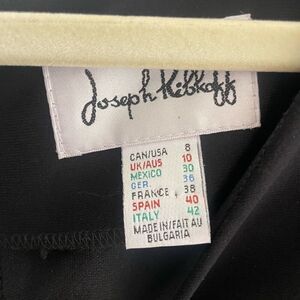 Joseph Ribkoff
CAN/USA 8
UK/AUS 10
MEXICO 30
GER. 36
FRANCE 38
SPAIN 40
ITALY 42
MADE IN/FAIT AU
BULGARIA